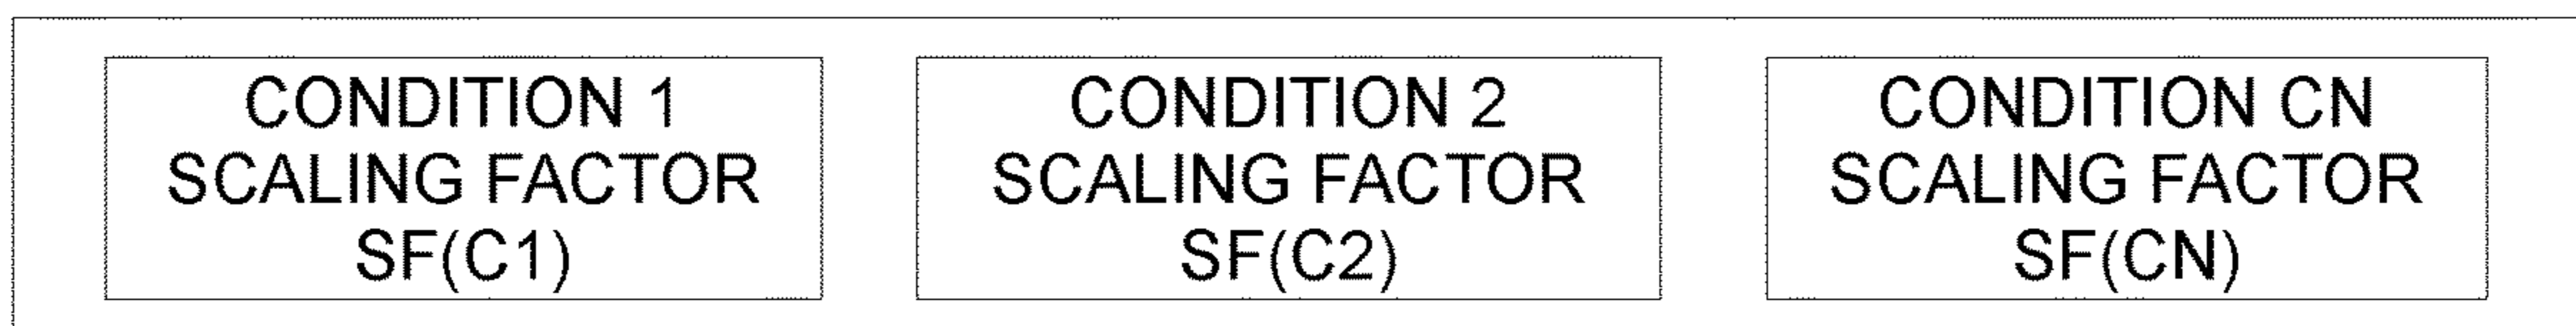 CONDITION 1
SCALING FACTOR
SF(C1)
CONDITION 2
SCALING FACTOR
SF(C2)
CONDITION CN
SCALING FACTOR
SF(CN)